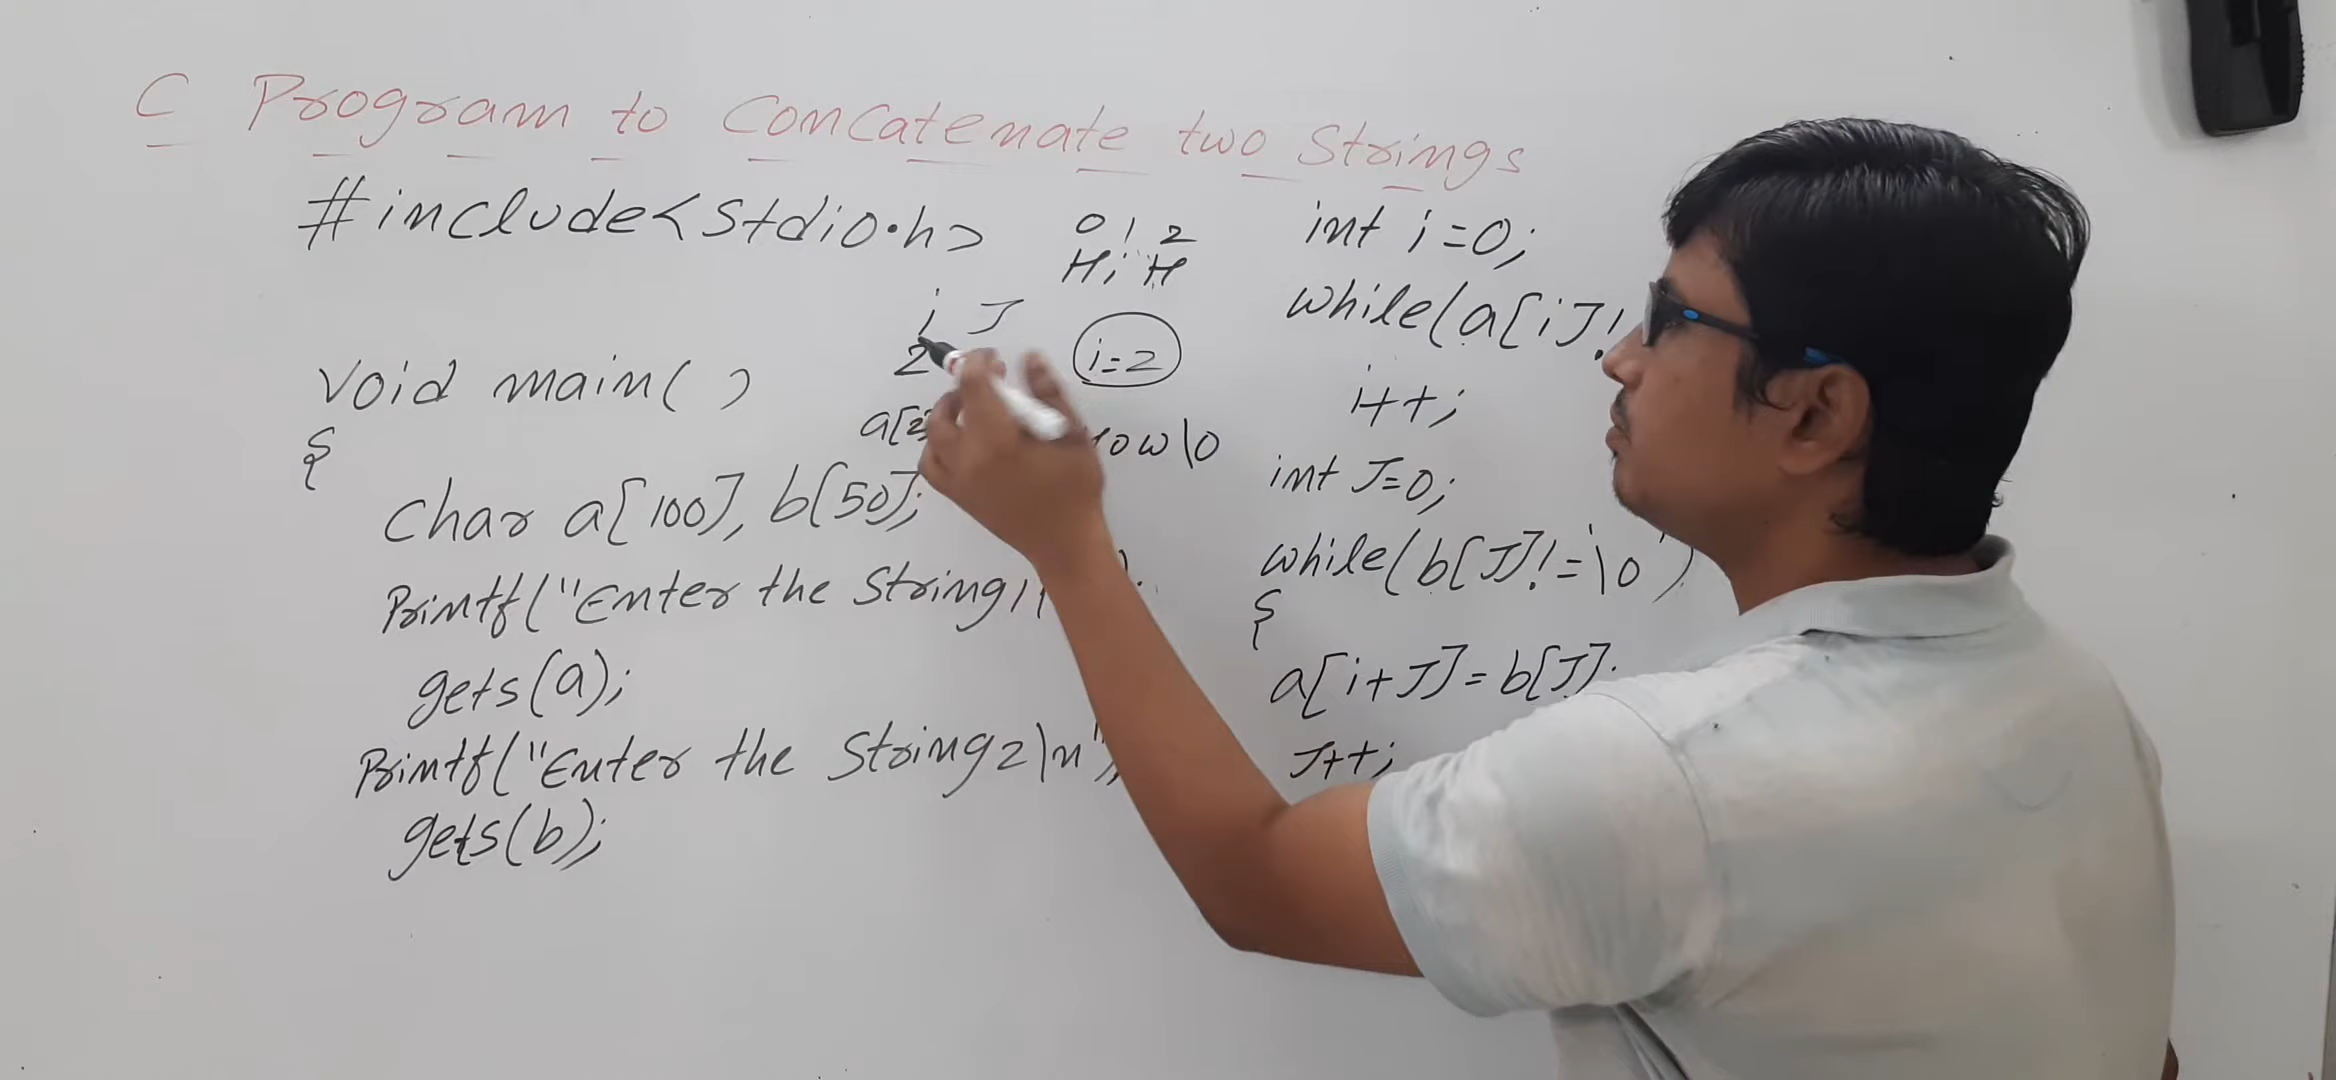 C Program to Concatenate two Strings
#include<stdio.h>
void main( )
{
char a[100], b[50];
Printf("Enter the String1
gets(a);
Printf("Enter the String2\n");
gets(b);
0 1 2
Hi H
i J
2
i=2
a[2]
ow\0
int i=0;
while(a[i]!
i++;
int J=0;
while(b[J]!='\0')
{
a[i+J]=b[J];
J++;